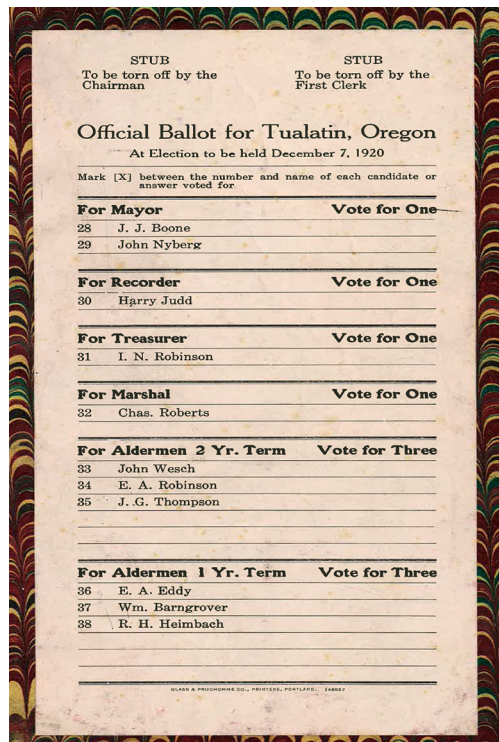 STUB
To be torn off by the
Chairman
STUB
To be torn off by the
First Clerk
Official Ballot for Tualatin, Oregon
At Election to be held December 7, 1920
Mark [X] between the number and name of each candidate or
answer voted for
For Mayor Vote for One
28 J. J. Boone
29 John Nyberg
For Recorder Vote for One
30 Harry Judd
For Treasurer Vote for One
31 I. N. Robinson
For Marshal Vote for One
32 Chas. Roberts
For Aldermen 2 Yr. Term Vote for Three
33 John Wesch
34 E. A. Robinson
35 J. G. Thompson
For Aldermen 1 Yr. Term Vote for Three
36 E. A. Eddy
37 Wm. Barngrover
38 R. H. Heimbach
GLASS & PRUDHOMME CO., PRINTERS, PORTLAND. 148627